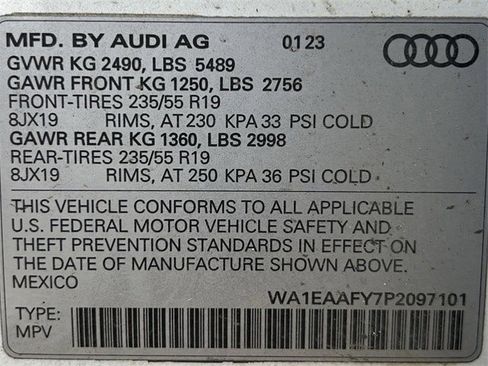 MFD. BY AUDI AG 0123
GVWR KG 2490, LBS 5489
GAWR FRONT KG 1250, LBS 2756
FRONT-TIRES 235/55 R19
8JX19 RIMS, AT 230 KPA 33 PSI COLD
GAWR REAR KG 1360, LBS 2998
REAR-TIRES 235/55 R19
8JX19 RIMS, AT 250 KPA 36 PSI COLD
THIS VEHICLE CONFORMS TO ALL APPLICABLE
U.S. FEDERAL MOTOR VEHICLE SAFETY AND
THEFT PREVENTION STANDARDS IN EFFECT ON
THE DATE OF MANUFACTURE SHOWN ABOVE.
MEXICO
WA1EAAFY7P2097101
TYPE:
MPV